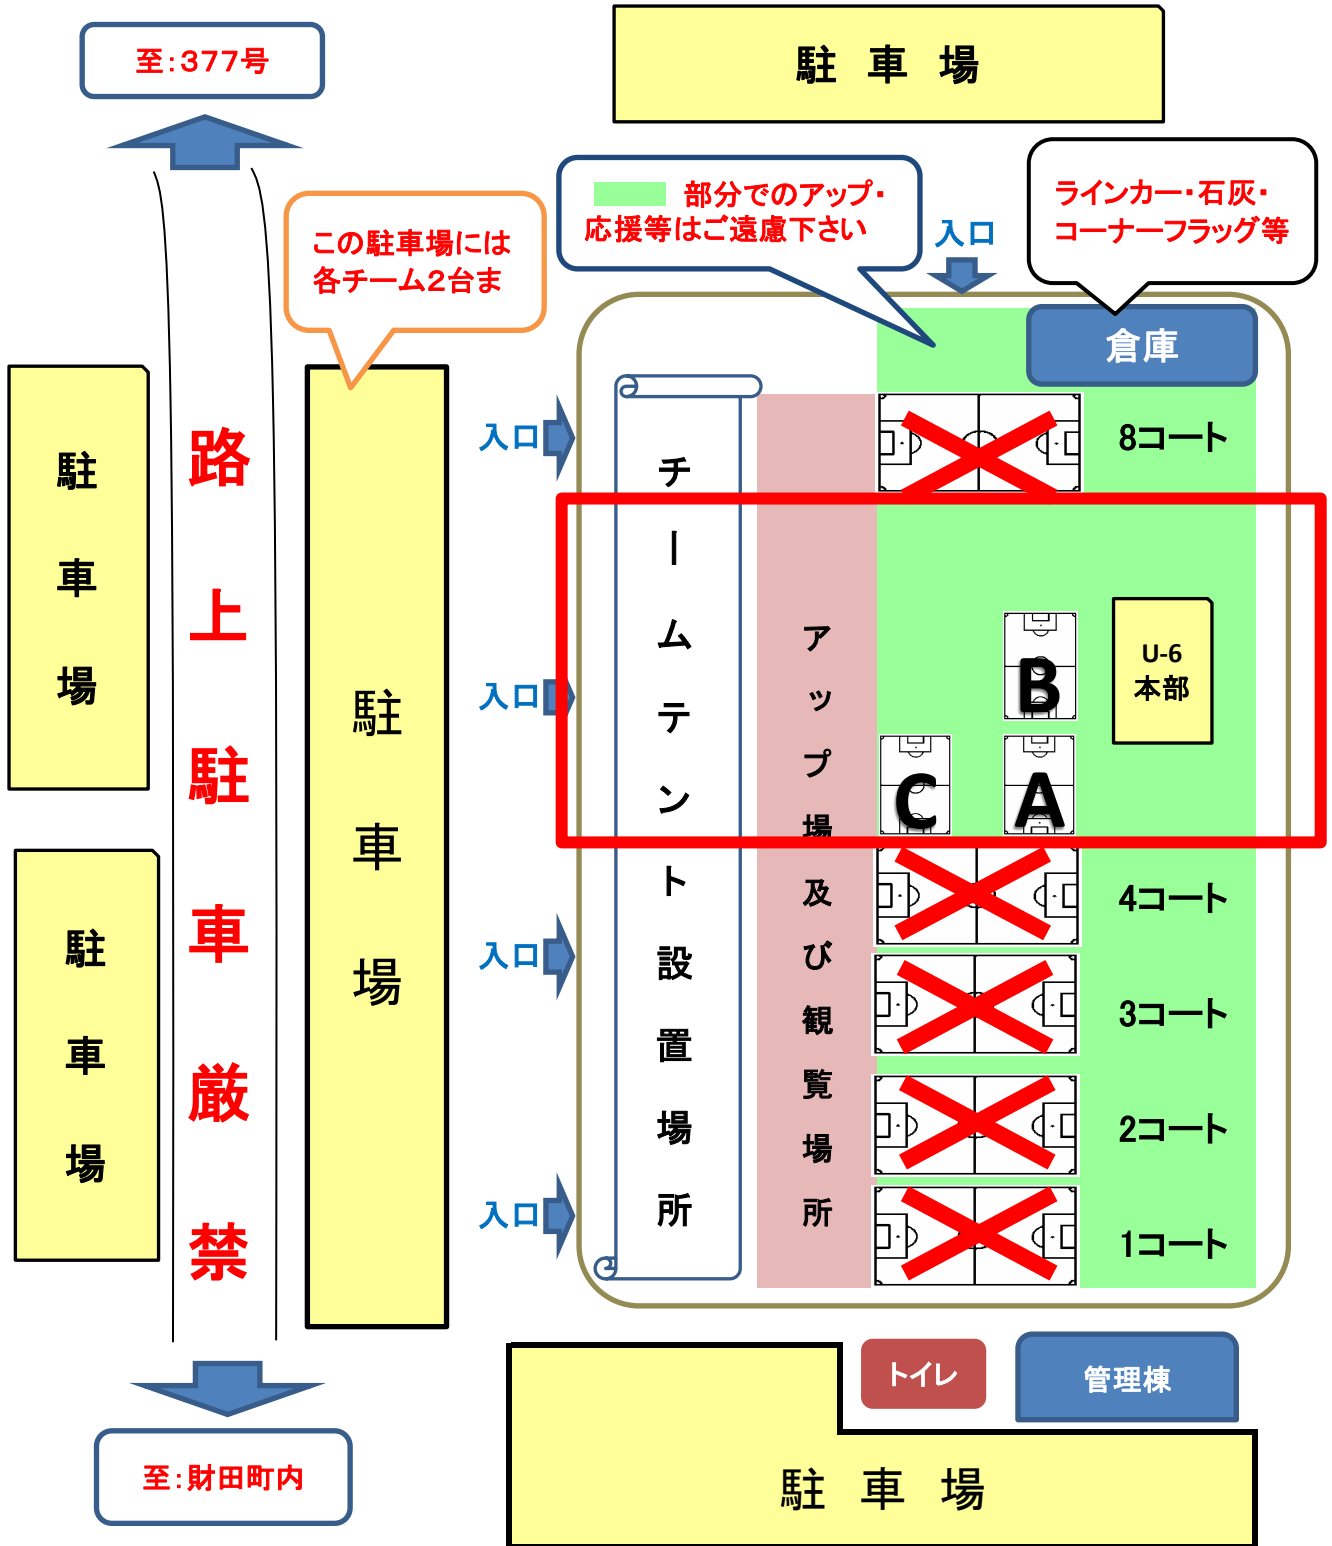 至：３７７号
駐 車 場
部分でのアップ・
応援等はご遠慮下さい
ラインカー・石灰・
コーナーフラッグ等
この駐車場には
各チーム２台ま
入口
倉庫
路上駐車厳禁
駐車場
駐車場
駐車場
入口
入口
入口
入口
チームテント設置場所
アップ場及び観覧場所
8コート
B
U-6
本部
C
A
4コート
3コート
2コート
1コート
トイレ
管理棟
至：財田町内
駐 車 場